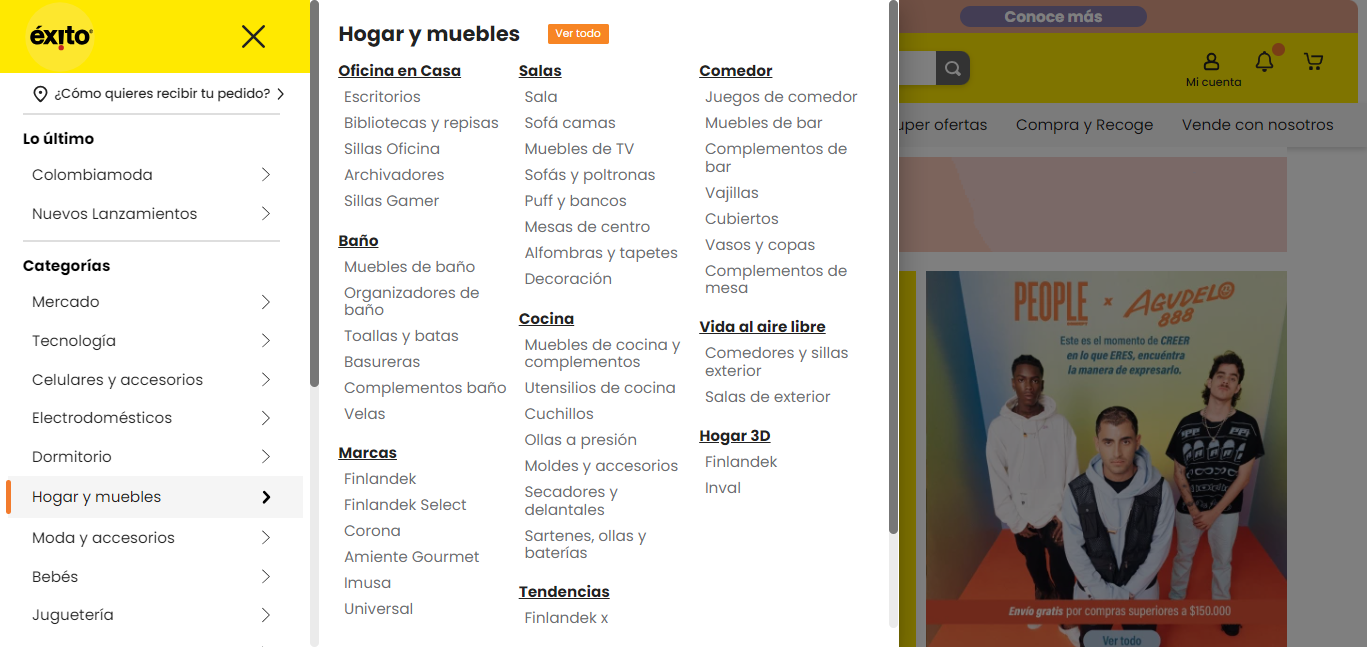 éxito
¿Cómo quieres recibir tu pedido?
Lo último
Colombiamoda
Nuevos Lanzamientos
Categorías
Mercado
Tecnología
Celulares y accesorios
Electrodomésticos
Dormitorio
Hogar y muebles
Moda y accesorios
Bebés
Juguetería
Hogar y muebles
Ver todo
Oficina en Casa
Escritorios
Bibliotecas y repisas
Sillas Oficina
Archivadores
Sillas Gamer
Baño
Muebles de baño
Organizadores de
baño
Toallas y batas
Basureras
Complementos baño
Velas
Marcas
Finlandek
Finlandek Select
Corona
Amiente Gourmet
Imusa
Universal
Salas
Sala
Sofá camas
Muebles de TV
Sofás y poltronas
Puff y bancos
Mesas de centro
Alfombras y tapetes
Decoración
Cocina
Muebles de cocina y
complementos
Utensilios de cocina
Cuchillos
Ollas a presión
Moldes y accesorios
Secadores y
delantales
Sartenes, ollas y
baterías
Tendencias
Finlandek x
Comedor
Juegos de comedor
Muebles de bar
Complementos de
bar
Vajillas
Cubiertos
Vasos y copas
Complementos de
mesa
Vida al aire libre
Comedores y sillas
exterior
Salas de exterior
Hogar 3D
Finlandek
Inval
Conoce más
Mi cuenta
uper ofertas
Compra y Recoge
Vende con nosotros
PEOPLE x AGUDELO
888
Este es el momento de CREER
en lo que ERES, encuéntra
la manera de expresarlo.
Envío gratis por compras superiores a $150.000
Ver todo